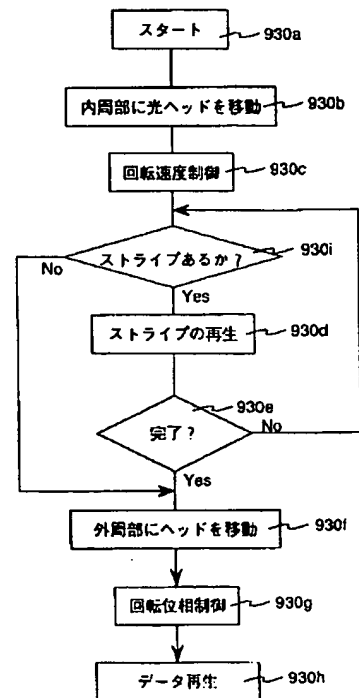 スタート 930a
内周部に光ヘッドを移動 930b
回転速度制御 930c
ストライプあるか? 930i
No
Yes
ストライプの再生 930d
930e
完了?
No
Yes
外周部にヘッドを移動 930f
回転位相制御 930g
データ再生 930h